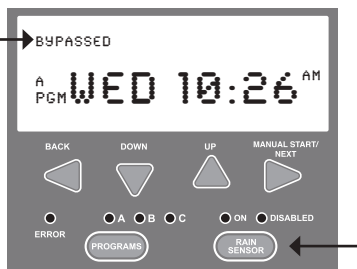 BYPASSED
A
PGM WED 10:26 AM
BACK DOWN UP MANUAL START/
NEXT
A B C ON DISABLED
ERROR
PROGRAMS RAIN
SENSOR